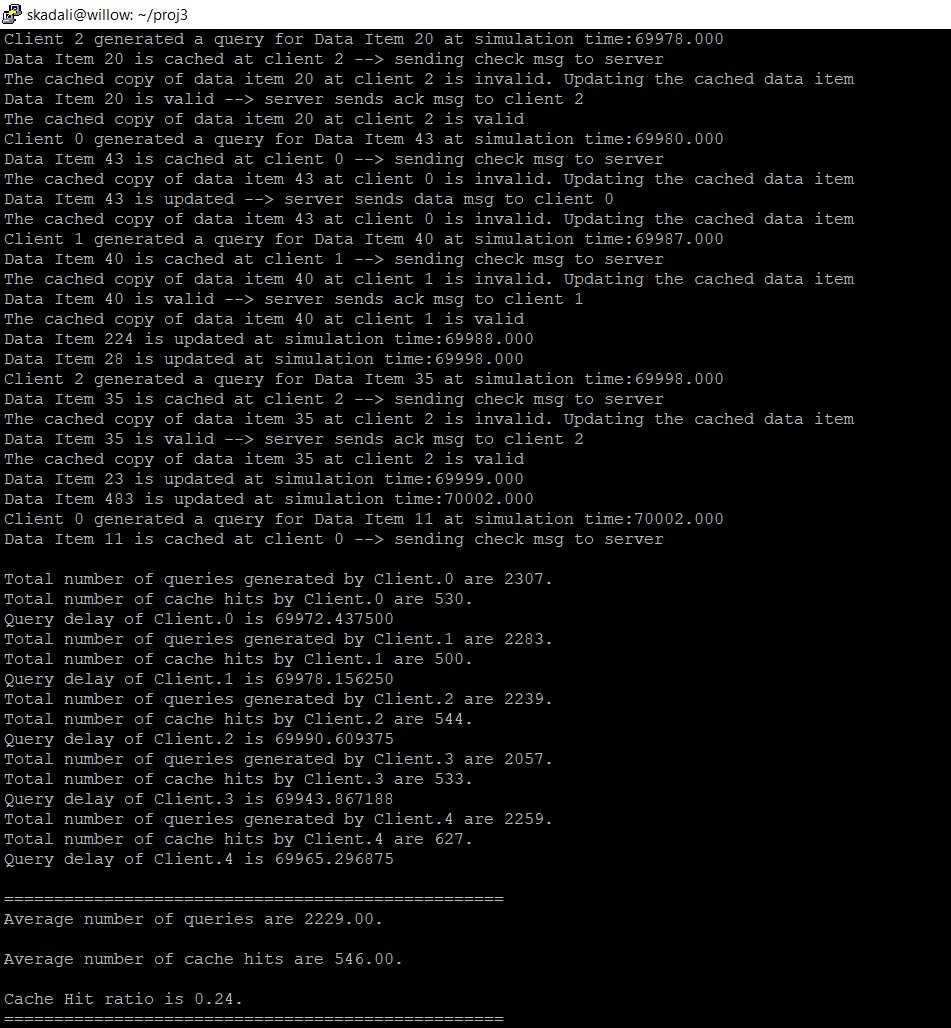 skadali@willow: ~/proj3
Client 2 generated a query for Data Item 20 at simulation time:69978.000
Data Item 20 is cached at client 2 --> sending check msg to server
The cached copy of data item 20 at client 2 is invalid. Updating the cached data item
Data Item 20 is valid --> server sends ack msg to client 2
The cached copy of data item 20 at client 2 is valid
Client 0 generated a query for Data Item 43 at simulation time:69980.000
Data Item 43 is cached at client 0 --> sending check msg to server
The cached copy of data item 43 at client 0 is invalid. Updating the cached data item
Data Item 43 is updated --> server sends data msg to client 0
The cached copy of data item 43 at client 0 is invalid. Updating the cached data item
Client 1 generated a query for Data Item 40 at simulation time:69987.000
Data Item 40 is cached at client 1 --> sending check msg to server
The cached copy of data item 40 at client 1 is invalid. Updating the cached data item
Data Item 40 is valid --> server sends ack msg to client 1
The cached copy of data item 40 at client 1 is valid
Data Item 224 is updated at simulation time:69988.000
Data Item 28 is updated at simulation time:69998.000
Client 2 generated a query for Data Item 35 at simulation time:69998.000
Data Item 35 is cached at client 2 --> sending check msg to server
The cached copy of data item 35 at client 2 is invalid. Updating the cached data item
Data Item 35 is valid --> server sends ack msg to client 2
The cached copy of data item 35 at client 2 is valid
Data Item 23 is updated at simulation time:69999.000
Data Item 483 is updated at simulation time:70002.000
Client 0 generated a query for Data Item 11 at simulation time:70002.000
Data Item 11 is cached at client 0 --> sending check msg to server
Total number of queries generated by Client.0 are 2307.
Total number of cache hits by Client.0 are 530.
Query delay of Client.0 is 69972.437500
Total number of queries generated by Client.1 are 2283.
Total number of cache hits by Client.1 are 500.
Query delay of Client.1 is 69978.156250
Total number of queries generated by Client.2 are 2239.
Total number of cache hits by Client.2 are 544.
Query delay of Client.2 is 69990.609375
Total number of queries generated by Client.3 are 2057.
Total number of cache hits by Client.3 are 533.
Query delay of Client.3 is 69943.867188
Total number of queries generated by Client.4 are 2259.
Total number of cache hits by Client.4 are 627.
Query delay of Client.4 is 69965.296875
==================================================
Average number of queries are 2229.00.
Average number of cache hits are 546.00.
Cache Hit ratio is 0.24.
==================================================